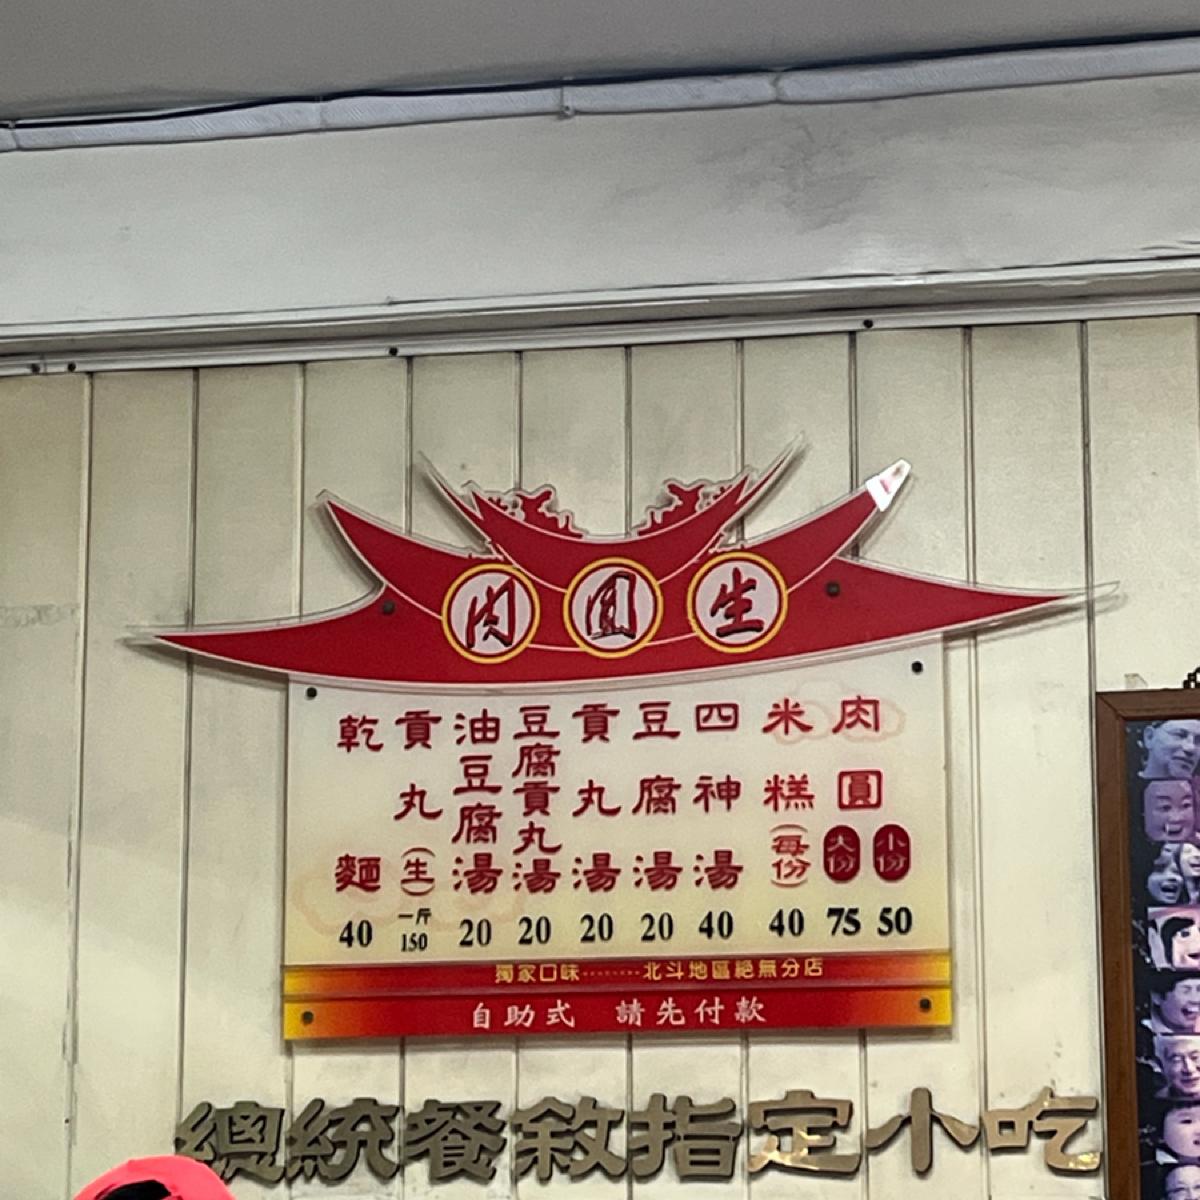 肉圓生
肉圓 小份 50
大份 75
米糕(每份) 40
四神湯 40
豆腐湯 20
貢丸湯 20
豆腐貢丸湯 20
油豆腐湯 20
貢丸(生) 一斤 150
乾麵 40
獨家口味········北斗地區絕無分店
自助式 請先付款
總統餐敘指定小吃